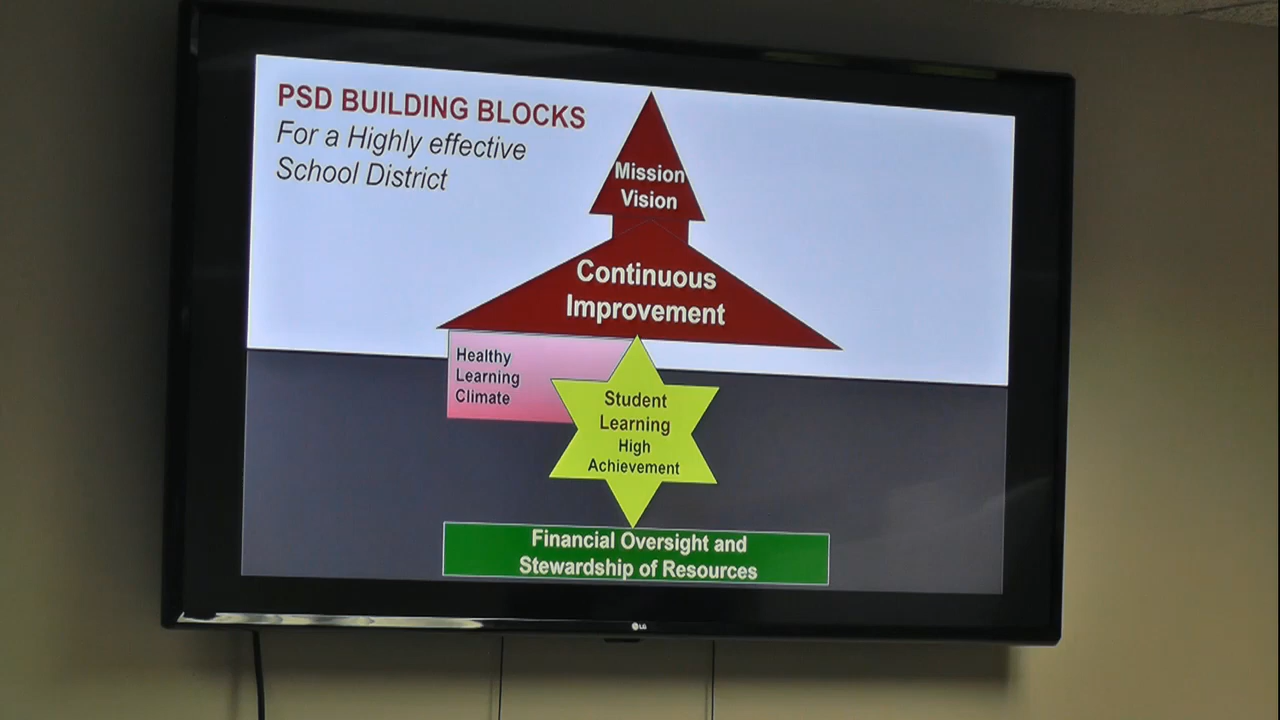 PSD BUILDING BLOCKS
For a Highly effective
School District
Mission
Vision
Continuous
Improvement
Healthy
Learning
Climate
Student
Learning
High
Achievement
Financial Oversight and
Stewardship of Resources
LG